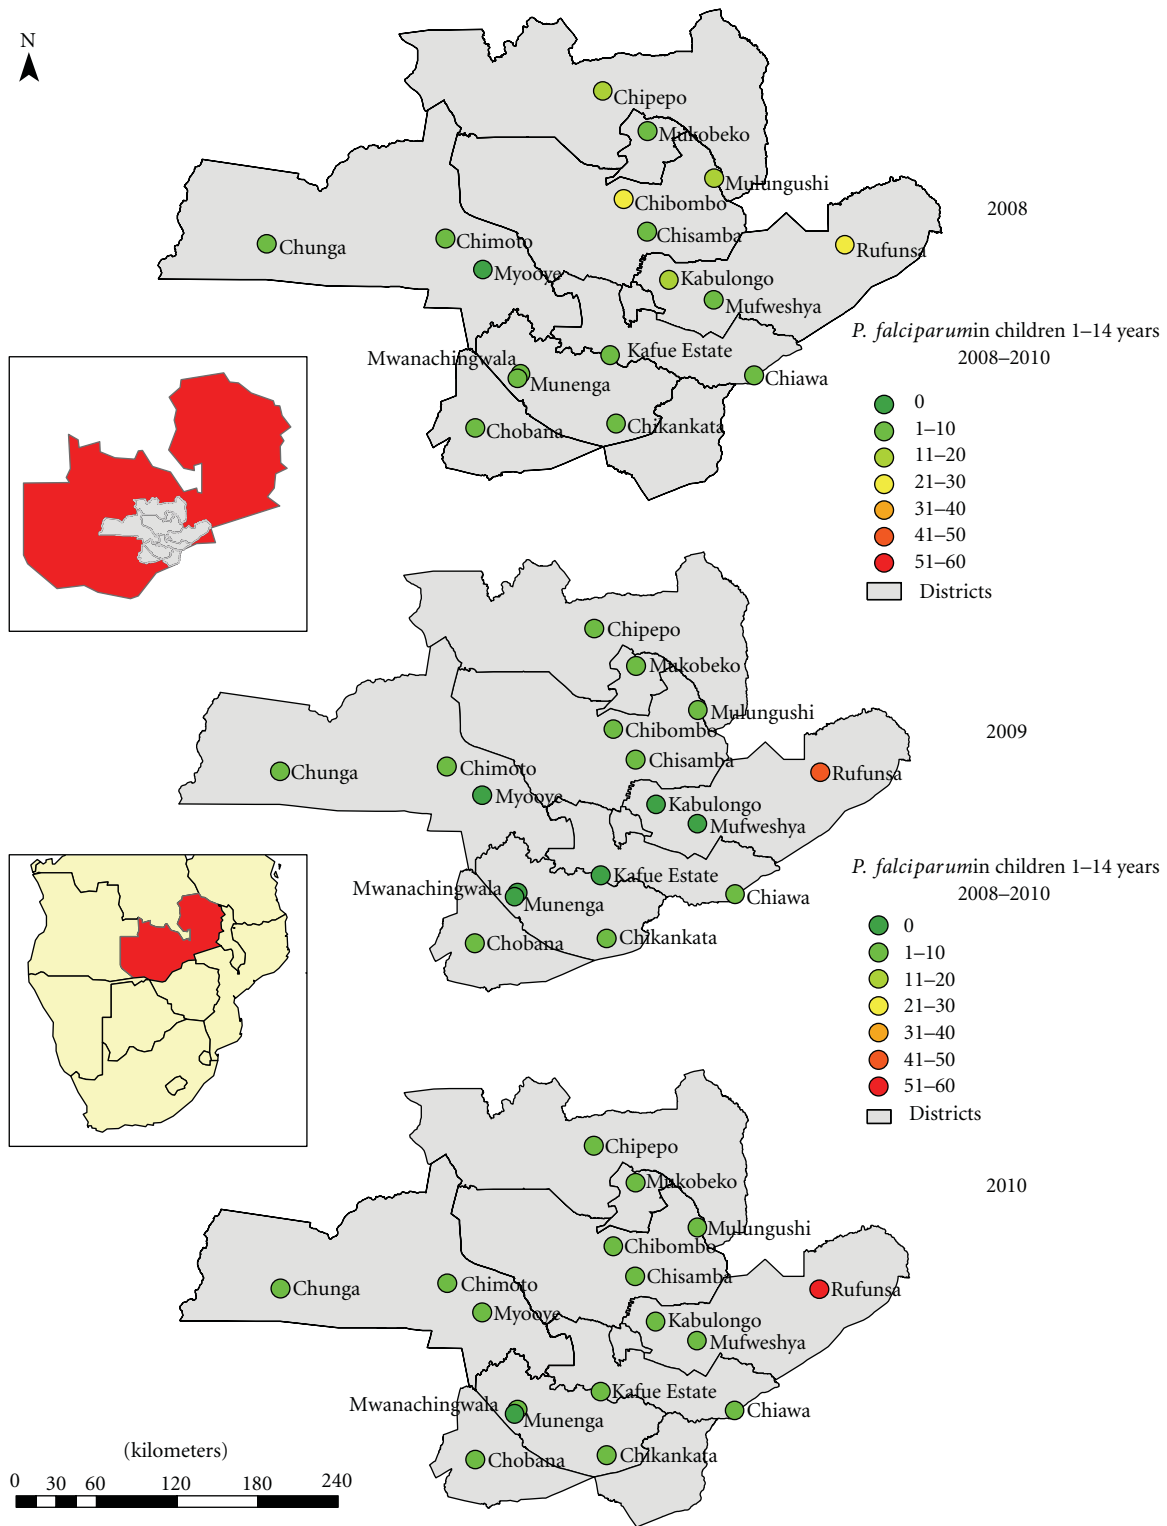 N
Chipepo
Mukobeko
Mulungushi
Chibombo
2008
Chisamba
Chunga
Chimoto
Rufunsa
Myooye
Kabulongo
Mufweshya
P. falciparumin children 1–14 years
2008–2010
Mwanachingwala
Kafue Estate
Munenga
Chiawa
Chobana
Chikankata
0
1–10
11–20
21–30
31–40
41–50
51–60
Districts
Chipepo
Mukobeko
Mulungushi
Chibombo
2009
Chisamba
Chunga
Chimoto
Rufunsa
Myooye
Kabulongo
Mufweshya
P. falciparumin children 1–14 years
2008–2010
Mwanachingwala
Kafue Estate
Munenga
Chiawa
Chobana
Chikankata
0
1–10
11–20
21–30
31–40
41–50
51–60
Districts
Chipepo
Mukobeko
2010
Mulungushi
Chibombo
Chisamba
Chunga
Chimoto
Rufunsa
Myooye
Kabulongo
Mufweshya
Mwanachingwala
Kafue Estate
Munenga
Chiawa
Chobana
Chikankata
(kilometers)
0 30 60 120 180 240